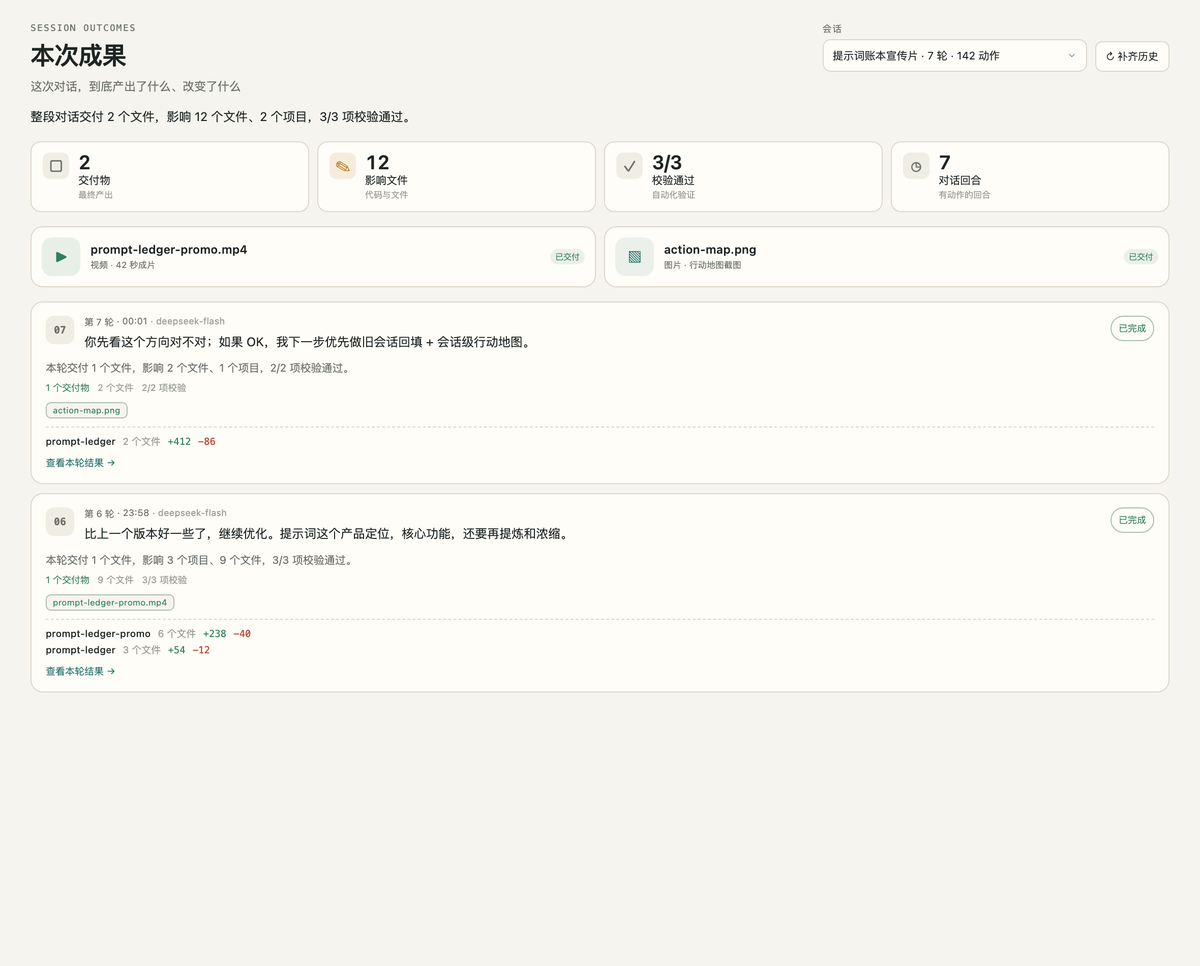 SESSION OUTCOMES
本次成果
这次对话，到底产出了什么、改变了什么
会话
提示词账本宣传片 · 7 轮 · 142 动作
↻ 补齐历史
整段对话交付 2 个文件，影响 12 个文件、2 个项目，3/3 项校验通过。
2
交付物
最终产出
12
影响文件
代码与文件
3/3
校验通过
自动化验证
7
对话回合
有动作的回合
prompt-ledger-promo.mp4
视频 · 42 秒成片
已交付
action-map.png
图片 · 行动地图截图
已交付
07
第 7 轮 · 00:01 · deepseek-flash
你先看这个方向对不对；如果 OK，我下一步优先做旧会话回填 + 会话级行动地图。
已完成
本轮交付 1 个文件，影响 2 个文件、1 个项目，2/2 项校验通过。
1 个交付物 2 个文件 2/2 项校验
action-map.png
prompt-ledger 2 个文件 +412 −86
查看本轮结果 →
06
第 6 轮 · 23:58 · deepseek-flash
比上一个版本好一些了，继续优化。提示词这个产品定位，核心功能，还要再提炼和浓缩。
已完成
本轮交付 1 个文件，影响 3 个项目、9 个文件，3/3 项校验通过。
1 个交付物 9 个文件 3/3 项校验
prompt-ledger-promo.mp4
prompt-ledger-promo 6 个文件 +238 −40
prompt-ledger 3 个文件 +54 −12
查看本轮结果 →